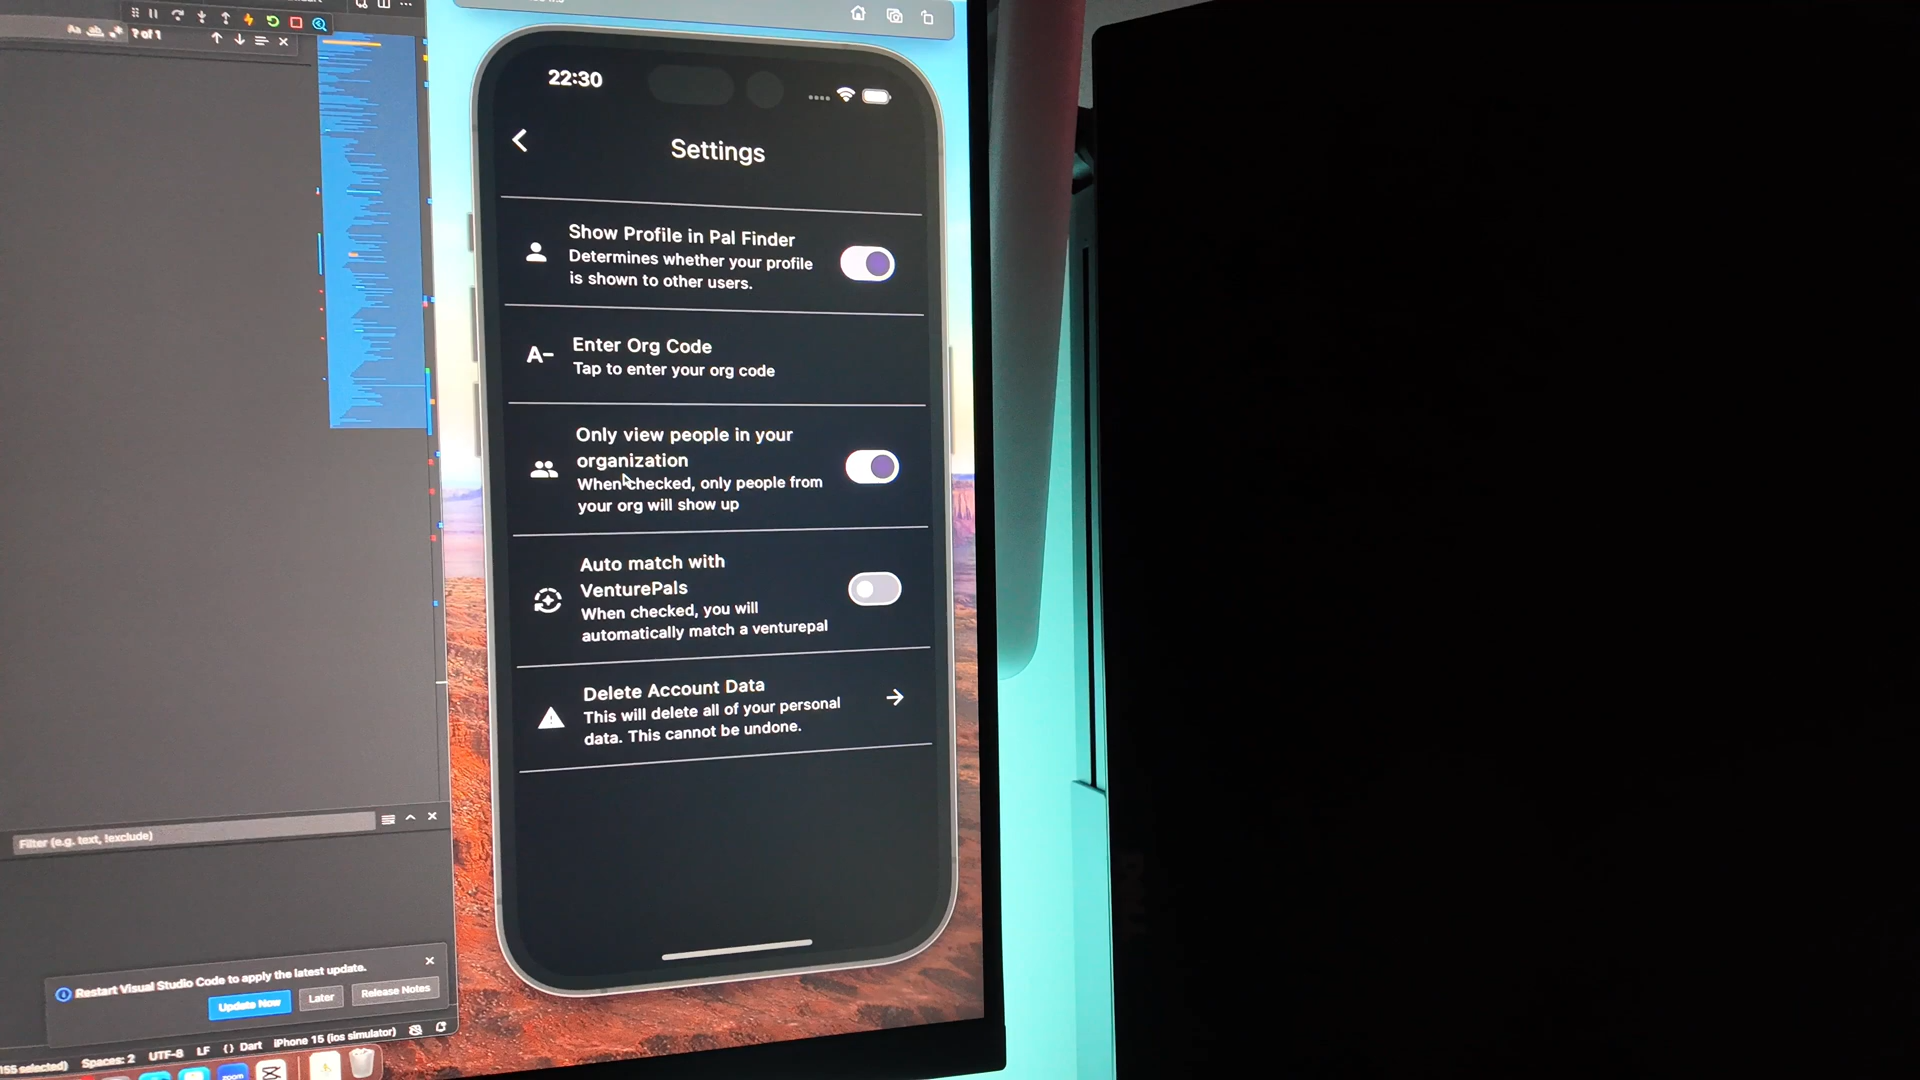 ? of 1
22:30
Settings
Show Profile in Pal Finder
Determines whether your profile
is shown to other users.
A-
Enter Org Code
Tap to enter your org code
Only view people in your
organization
When checked, only people from
your org will show up
Auto match with
VenturePals
When checked, you will
automatically match a venturepal
Delete Account Data
This will delete all of your personal
data. This cannot be undone.
Filter (e.g. text, !exclude)
Restart Visual Studio Code to apply the latest update.
Update Now
Later
Release Notes
155 selected)
Spaces: 2
UTF-8
LF
{ } Dart
iPhone 15 (ios simulator)
zoom